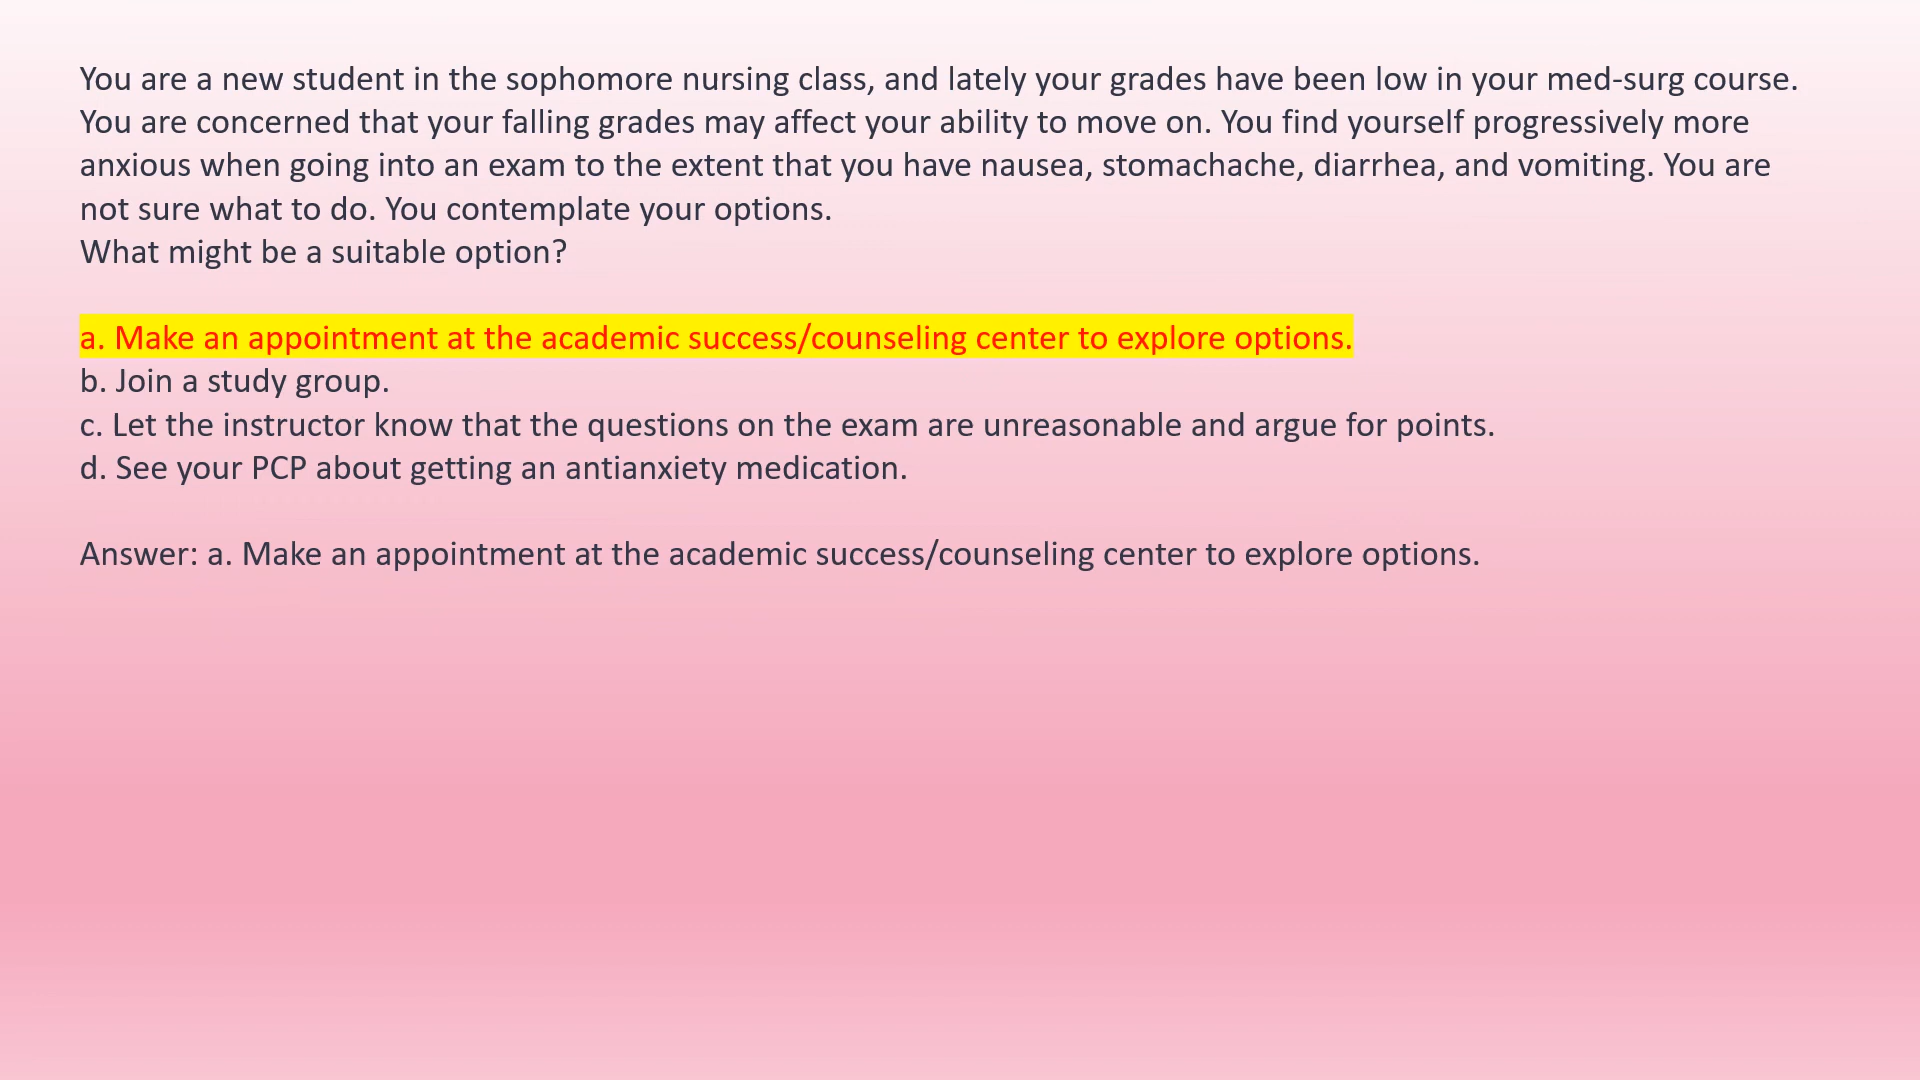 You are a new student in the sophomore nursing class, and lately your grades have been low in your med-surg course.
You are concerned that your falling grades may affect your ability to move on. You find yourself progressively more
anxious when going into an exam to the extent that you have nausea, stomachache, diarrhea, and vomiting. You are
not sure what to do. You contemplate your options.
What might be a suitable option?
a. Make an appointment at the academic success/counseling center to explore options.
b. Join a study group.
c. Let the instructor know that the questions on the exam are unreasonable and argue for points.
d. See your PCP about getting an antianxiety medication.
Answer: a. Make an appointment at the academic success/counseling center to explore options.